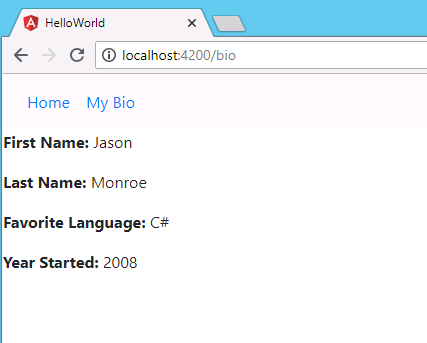 HelloWorld
localhost:4200/bio
Home My Bio
First Name: Jason
Last Name: Monroe
Favorite Language: C#
Year Started: 2008